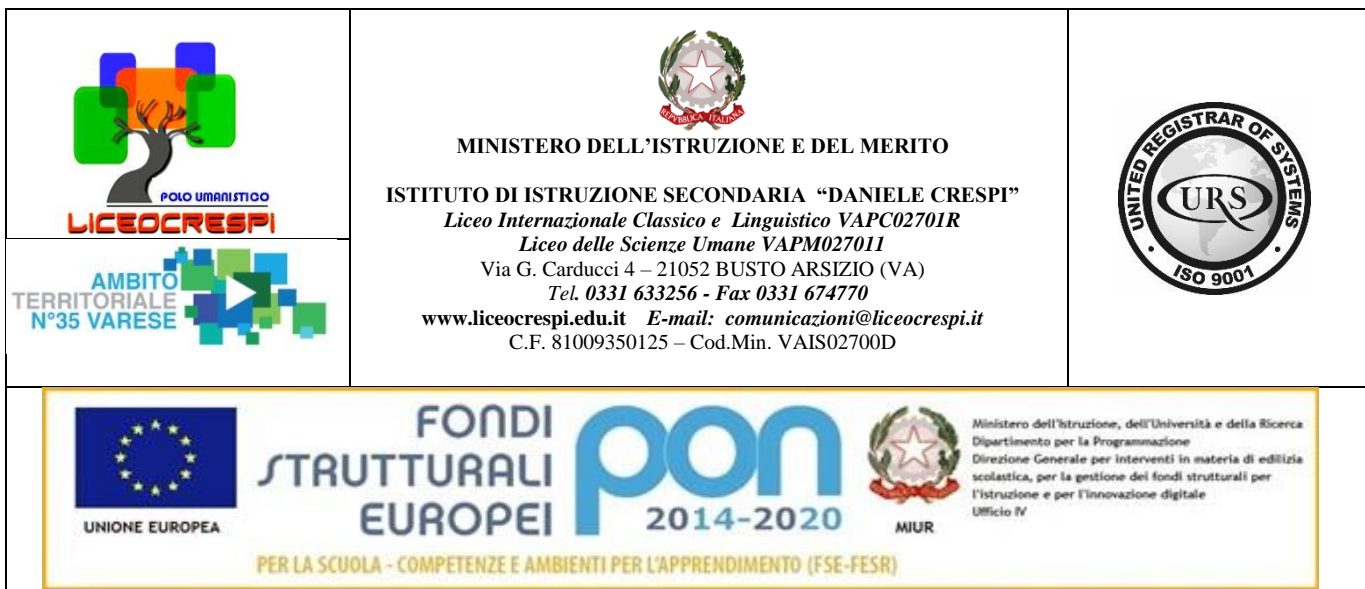 POLO UMANISTICO
LICEOCRESPI
AMBITO
TERRITORIALE
N°35 VARESE
REPVBBLICA ITALIANA
MINISTERO DELL’ISTRUZIONE E DEL MERITO
ISTITUTO DI ISTRUZIONE SECONDARIA “DANIELE CRESPI”
Liceo Internazionale Classico e Linguistico VAPC02701R
Liceo delle Scienze Umane VAPM027011
Via G. Carducci 4 – 21052 BUSTO ARSIZIO (VA)
Tel. 0331 633256 - Fax 0331 674770
www.liceocrespi.edu.it E-mail: comunicazioni@liceocrespi.it
C.F. 81009350125 – Cod.Min. VAIS02700D
UNITED REGISTRAR OF SYSTEMS
URS
ISO 9001
UNIONE EUROPEA
FONDI
STRUTTURALI
EUROPEI
pon
2014-2020
MIUR
Ministero dell'Istruzione, dell'Università e della Ricerca
Dipartimento per la Programmazione
Direzione Generale per interventi in materia di edilizia
scolastica, per la gestione dei fondi strutturali per
l'istruzione e per l'innovazione digitale
Ufficio IV
PER LA SCUOLA - COMPETENZE E AMBIENTI PER L'APPRENDIMENTO (FSE-FESR)